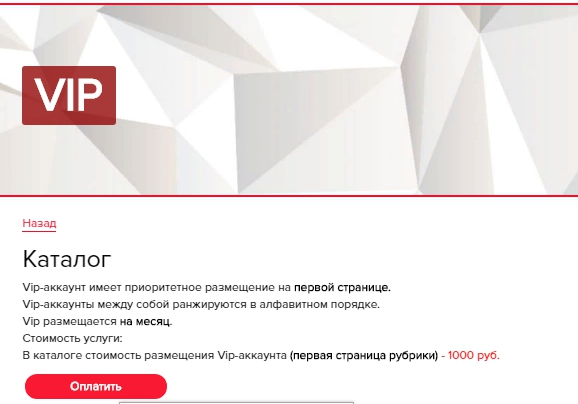 VIP
Назад
Каталог
Vip-аккаунт имеет приоритетное размещение на первой странице.
Vip-аккаунты между собой ранжируются в алфавитном порядке.
Vip размещается на месяц.
Стоимость услуги:
В каталоге стоимость размещения Vip-аккаунта (первая страница рубрики) - 1000 руб.
Оплатить